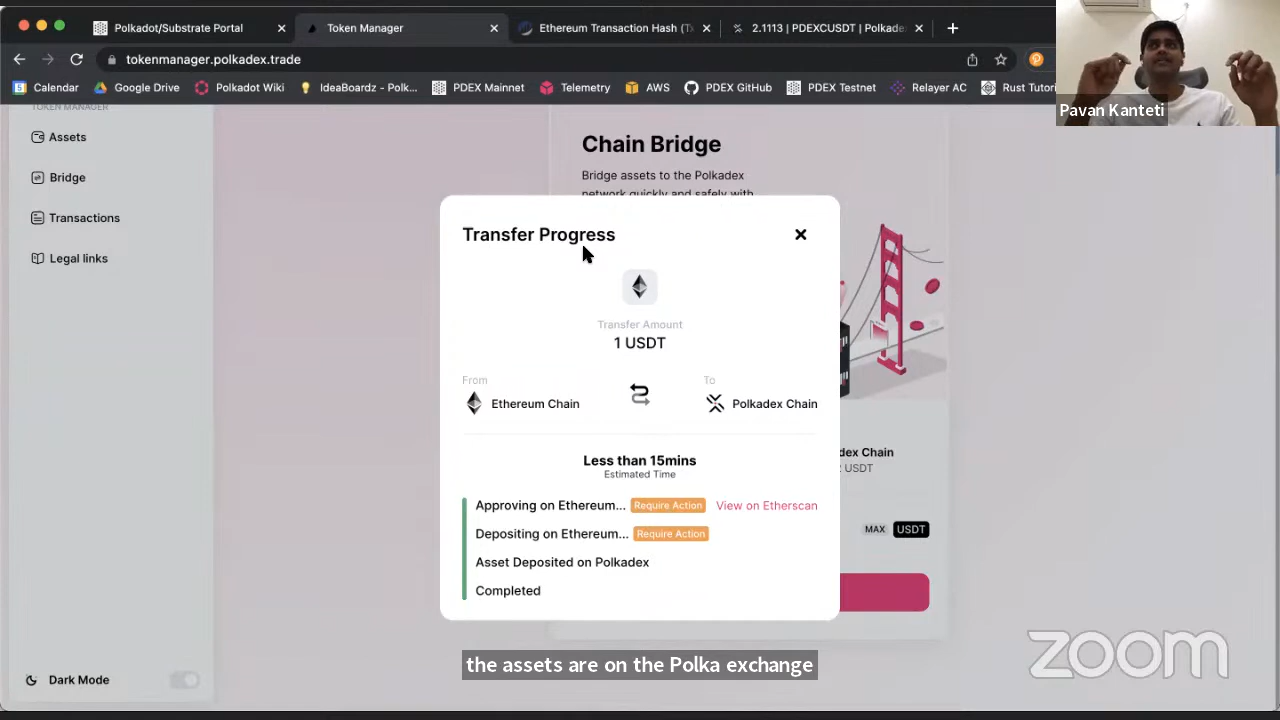 Polkadot/Substrate Portal
Token Manager
Ethereum Transaction Hash (Tx
2.1113 | PDEXCUSDT | Polkadex
tokenmanager.polkadex.trade
Calendar
Google Drive
Polkadot Wiki
IdeaBoardz - Polk...
PDEX Mainnet
Telemetry
AWS
PDEX GitHub
PDEX Testnet
Relayer AC
Rust Tutori
Pavan Kanteti
TOKEN MANAGER
Assets
Bridge
Transactions
Legal links
Dark Mode
Chain Bridge
Bridge assets to the Polkadex
network quickly and safely with
Transfer Progress
Transfer Amount
1 USDT
From
Ethereum Chain
To
Polkadex Chain
Less than 15mins
Estimated Time
Approving on Ethereum... Require Action View on Etherscan
Depositing on Ethereum... Require Action
Asset Deposited on Polkadex
Completed
dex Chain
USDT
MAX USDT
the assets are on the Polka exchange
zoom